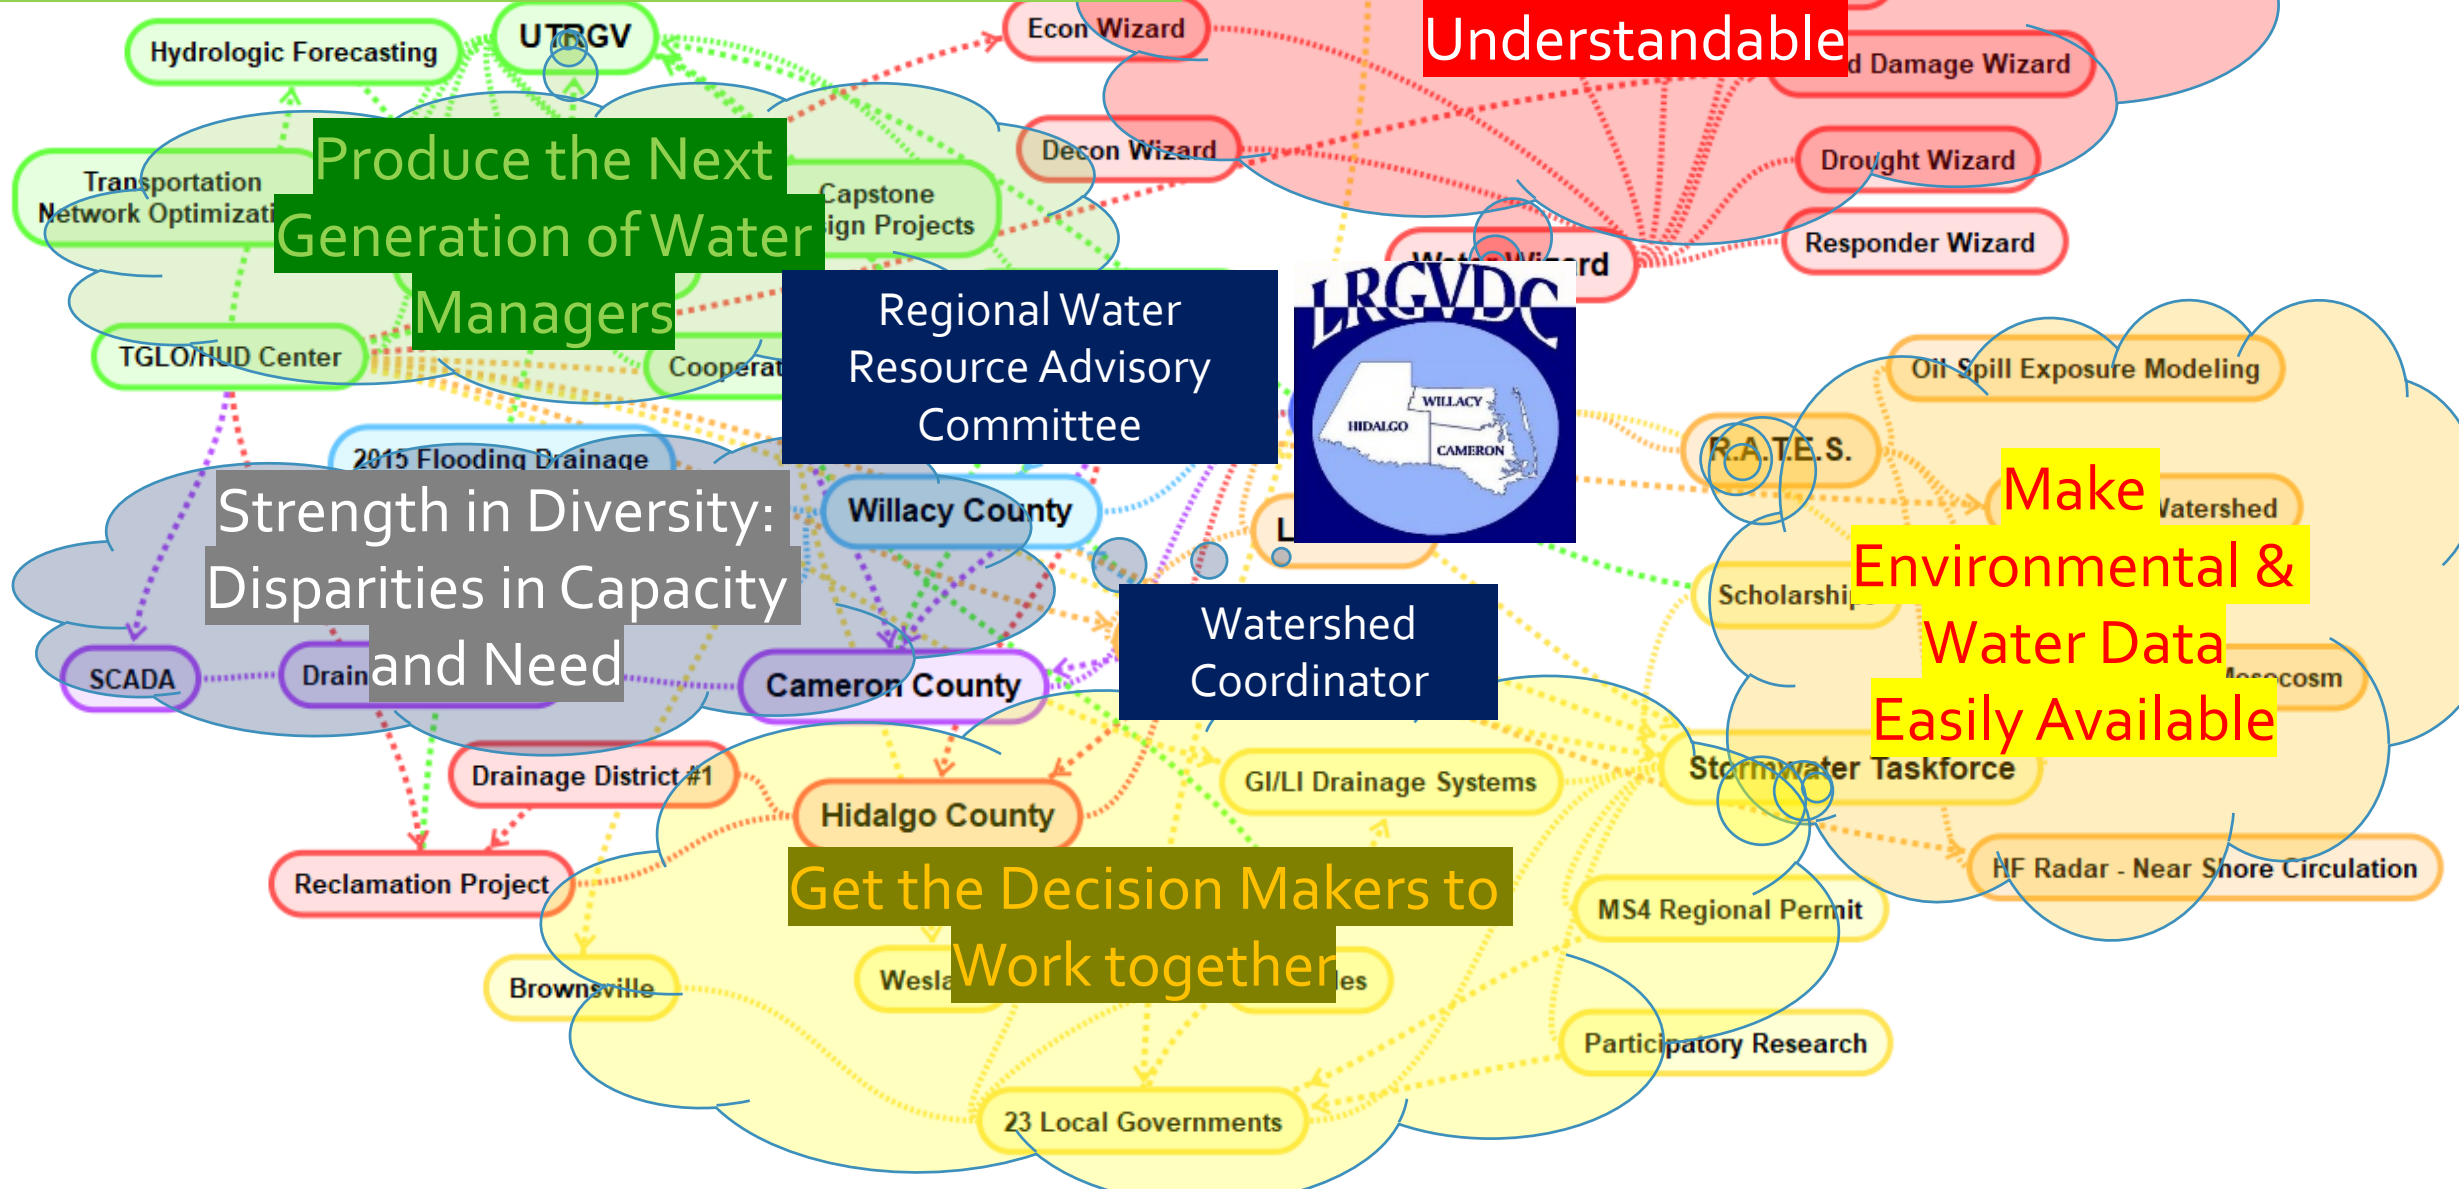 UTRGV
Econ Wizard
Understandable
Hydrologic Forecasting
Damage Wizard
Produce the Next
Generation of Water
Managers
Decon Wizard
Drought Wizard
Transportation
Network
Capstone
Projects
Responder Wizard
LRGVDC
WILLACY
HIDALGO
CAMERON
Regional Water
Resource Advisory
Committee
TGLO/HUD Center
Oil Spill Exposure Modeling
2015 Flooding Drainage
R.A.T.E.S.
Willacy County
Watershed
Strength in Diversity:
Disparities in Capacity
and Need
Make
Environmental &
Water Data
Easily Available
Watershed
Coordinator
SCADA
Cameron County
Drainage District #1
GI/LI Drainage Systems
Stormwater Taskforce
Hidalgo County
Reclamation Project
HF Radar - Near Shore Circulation
Get the Decision Makers to
Work together
MS4 Regional Permit
Brownsville
Participatory Research
23 Local Governments